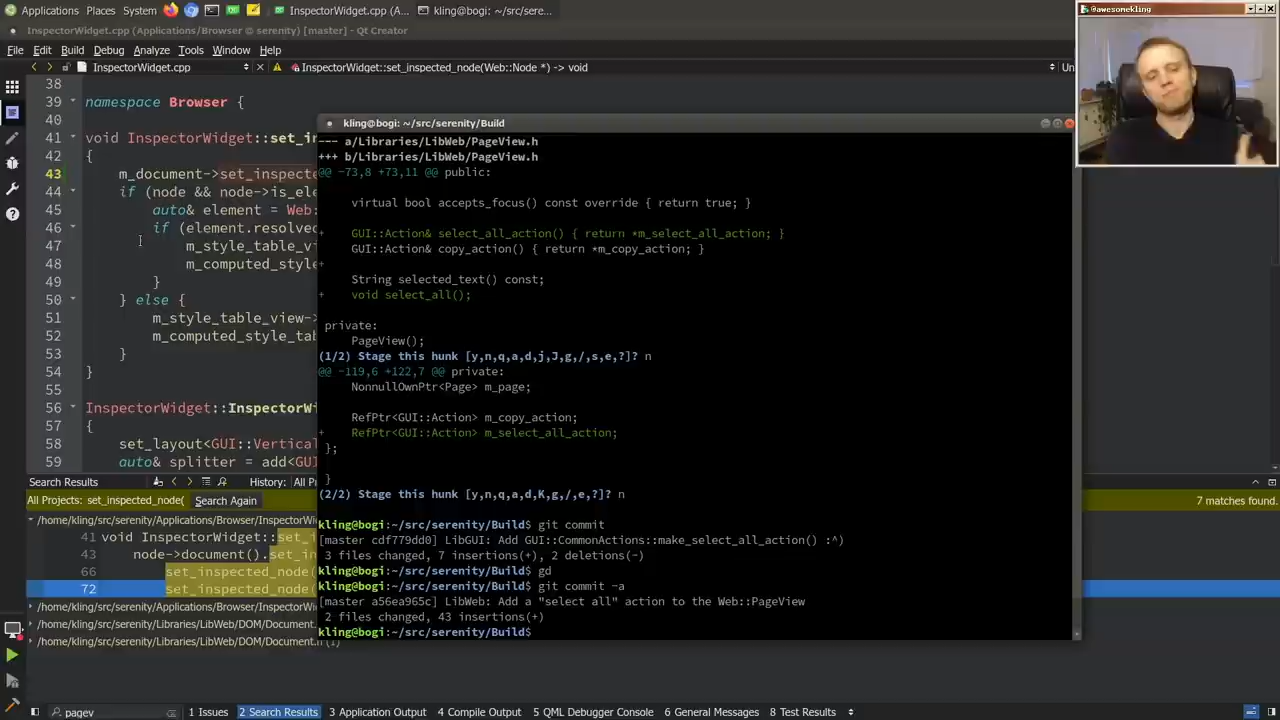 Applications Places System InspectorWidget.cpp (A... kling@bogi: ~/src/sere...
InspectorWidget.cpp (Applications/Browser @ serenity) [master] - Qt Creator
@awesomekling
File Edit Build Debug Analyze Tools Window Help
InspectorWidget.cpp InspectorWidget::set_inspected_node(Web::Node *) -> void Un
38
39 namespace Browser {
40
41 void InspectorWidget::set_i
42 {
43 m_document->set_inspecte
44 if (node && node->is_el
45 auto& element = Web:
46 if (element.resolved
47 m_style_table_vi
48 m_computed_style
49 }
50 } else {
51 m_style_table_view->
52 m_computed_style_tab
53 }
54 }
55
56 InspectorWidget::InspectorWi
57 {
58 set_layout<GUI::Vertical
59 auto& splitter = add<GUI
kling@bogi: ~/src/serenity/Build
--- a/Libraries/LibWeb/PageView.h
+++ b/Libraries/LibWeb/PageView.h
@@ -73,8 +73,11 @@ public:
virtual bool accepts_focus() const override { return true; }
+ GUI::Action& select_all_action() { return *m_select_all_action; }
GUI::Action& copy_action() { return *m_copy_action; }
+
String selected_text() const;
+ void select_all();
private:
PageView();
(1/2) Stage this hunk [y,n,q,a,d,j,J,g,/,s,e,?]? n
@@ -119,6 +122,7 @@ private:
NonnullOwnPtr<Page> m_page;
RefPtr<GUI::Action> m_copy_action;
+ RefPtr<GUI::Action> m_select_all_action;
};
}
(2/2) Stage this hunk [y,n,q,a,d,K,g,/,e,?]? n
kling@bogi:~/src/serenity/Build$ git commit
[master cdf779dd0] LibGUI: Add GUI::CommonActions::make_select_all_action() :^)
3 files changed, 7 insertions(+), 2 deletions(-)
kling@bogi:~/src/serenity/Build$ gd
kling@bogi:~/src/serenity/Build$ git commit -a
[master a56ea965c] LibWeb: Add a "select all" action to the Web::PageView
2 files changed, 43 insertions(+)
kling@bogi:~/src/serenity/Build$
Search Results History: All P
All Projects: set_inspected_node( Search Again 7 matches found.
/home/kling/src/serenity/Applications/Browser/InspectorWi
41 void InspectorWidget::set_i
43 node->document().set_in
66 set_inspected_node(
72 set_inspected_node(
/home/kling/src/serenity/Applications/Browser/InspectorWi
/home/kling/src/serenity/Libraries/LibWeb/DOM/Document.
/home/kling/src/serenity/Libraries/LibWeb/DOM/Document.h (1)
pagev 1 Issues 2 Search Results 3 Application Output 4 Compile Output 5 QML Debugger Console 6 General Messages 8 Test Results